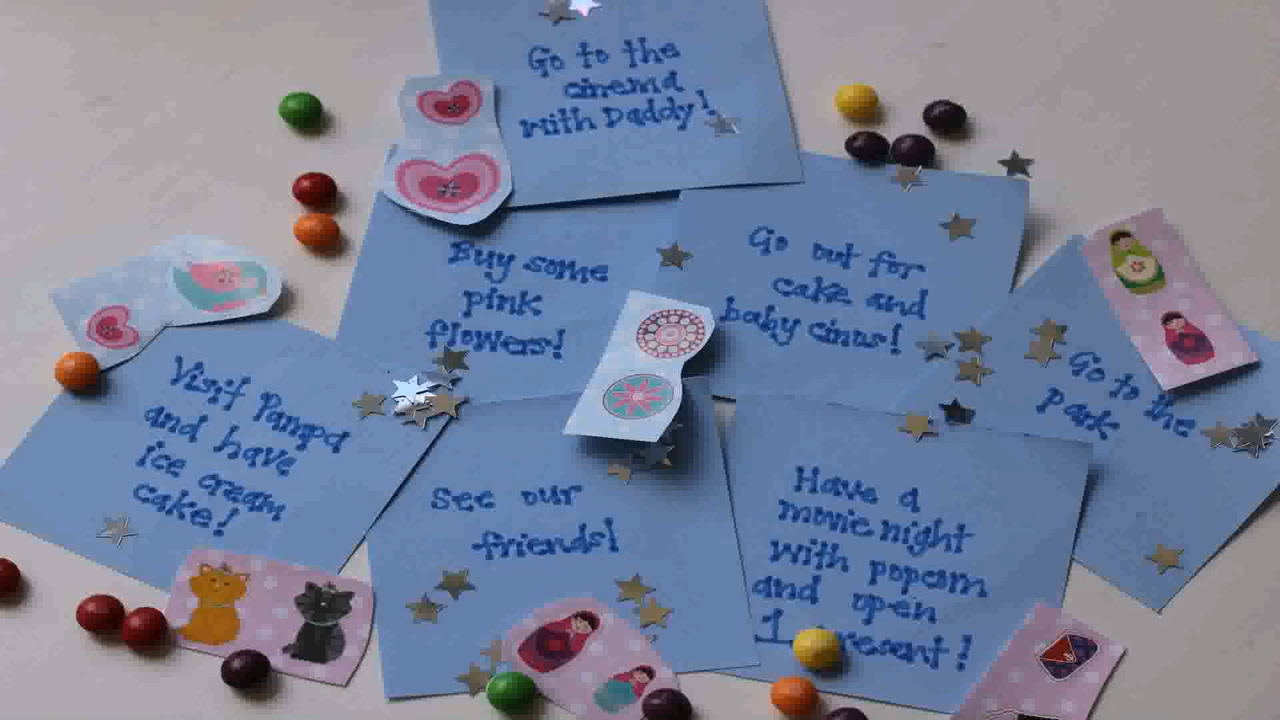 Go to the
cinema
with Daddy!
Buy some
pink
flowers!
Go out for
cake and
baby cinos!
Go to the
park
Visit Pampa
and have
ice cream
cake!
See our
friends!
Have a
movie night
with popcorn
and open
1 resent!